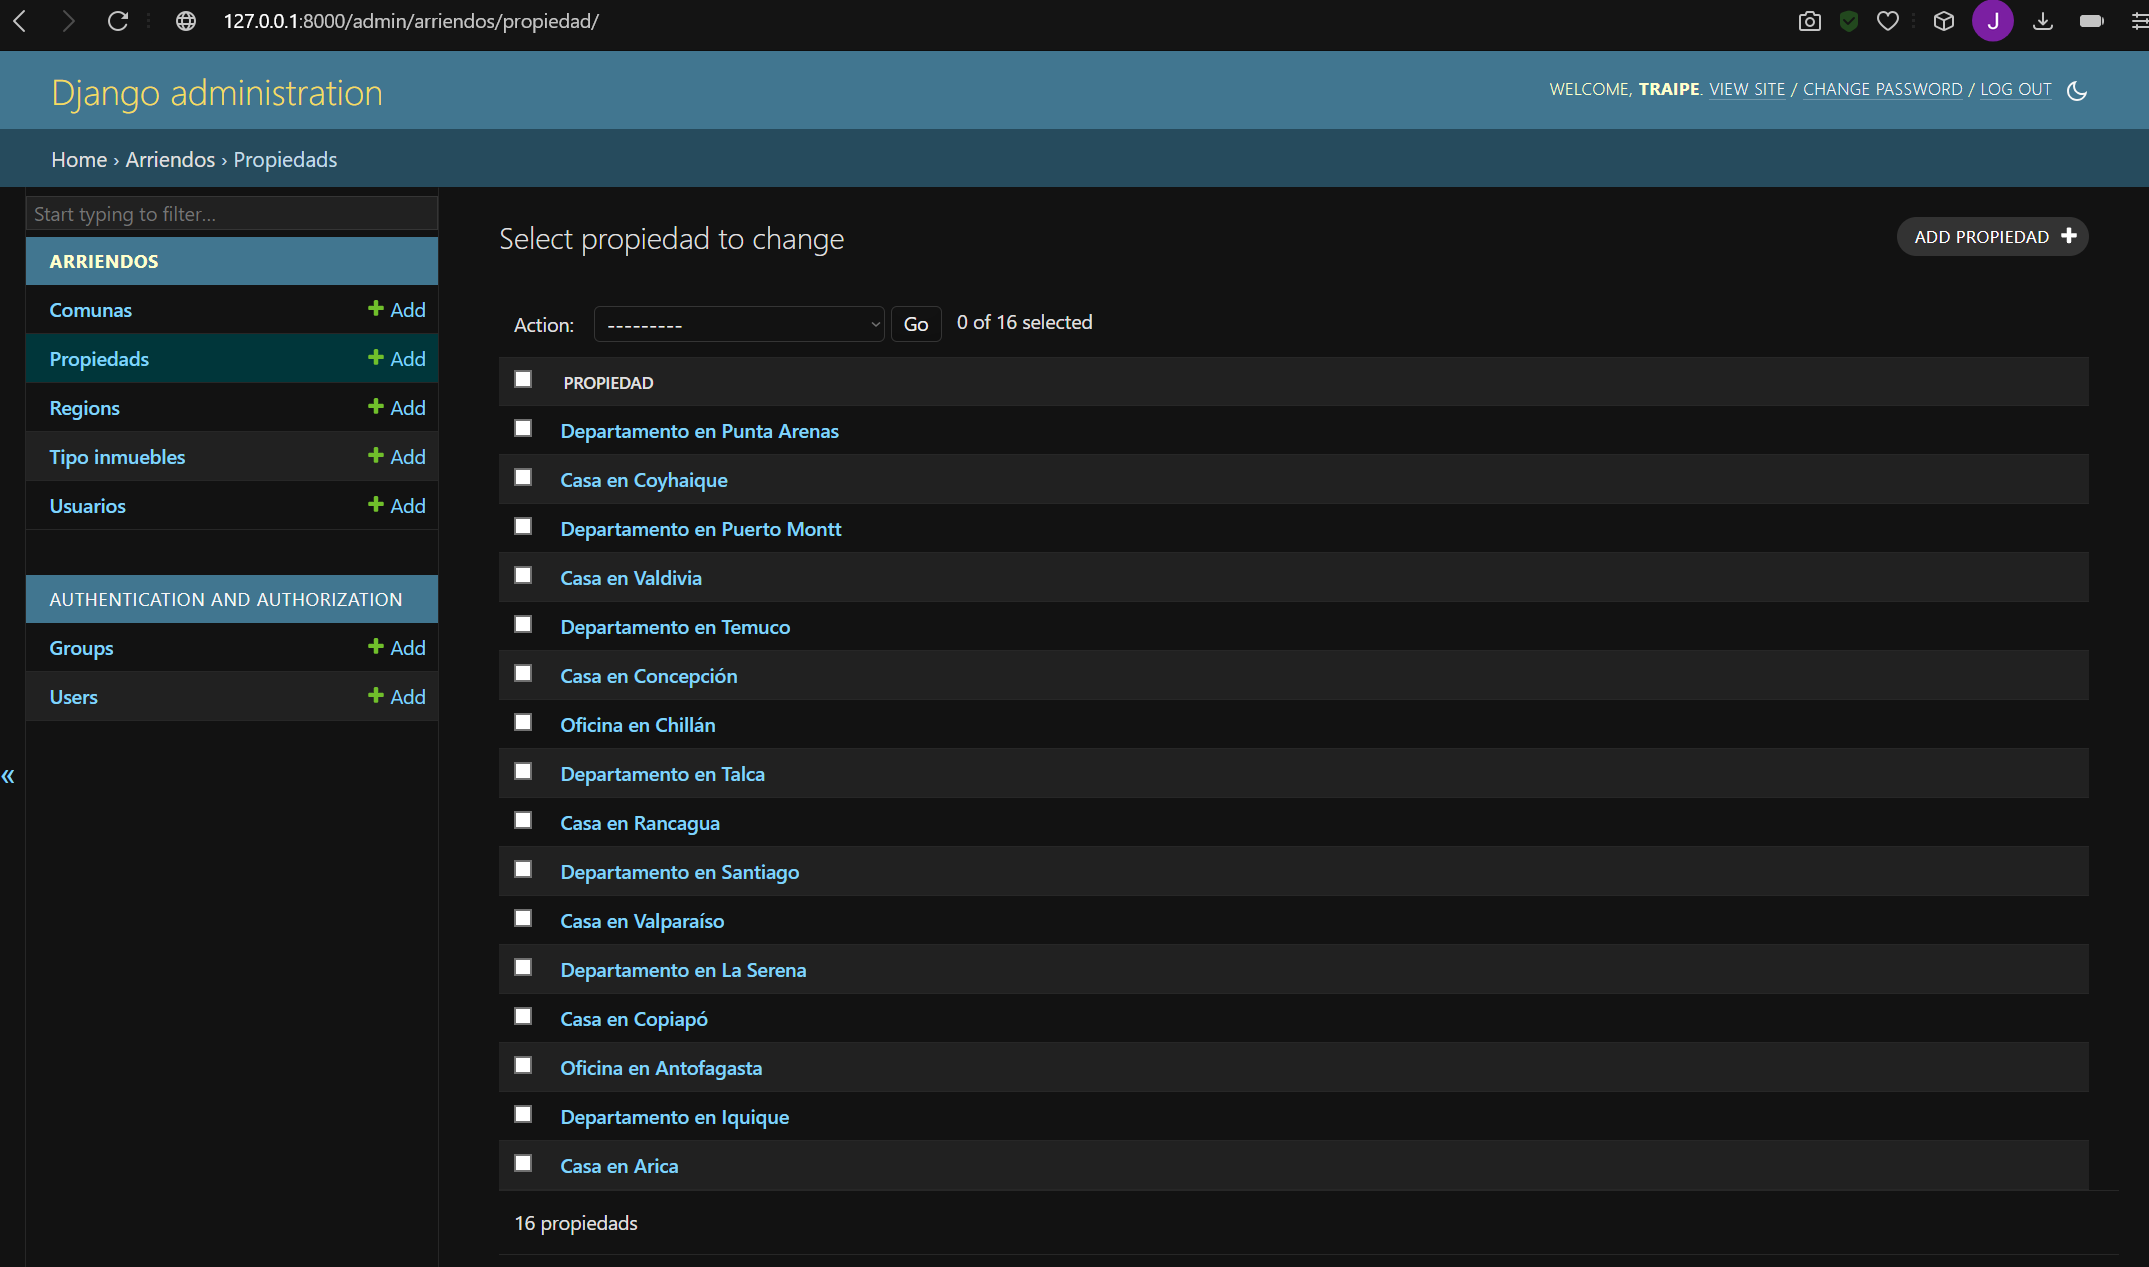 127.0.0.1:8000/admin/arriendos/propiedad/
J
Django administration
WELCOME, TRAIPE. VIEW SITE / CHANGE PASSWORD / LOG OUT
Home › Arriendos › Propiedads
Start typing to filter...
ARRIENDOS
Comunas Add
Propiedads Add
Regions Add
Tipo inmuebles Add
Usuarios Add
AUTHENTICATION AND AUTHORIZATION
Groups Add
Users Add
«
Select propiedad to change
ADD PROPIEDAD
Action: --------- Go 0 of 16 selected
PROPIEDAD
Departamento en Punta Arenas
Casa en Coyhaique
Departamento en Puerto Montt
Casa en Valdivia
Departamento en Temuco
Casa en Concepción
Oficina en Chillán
Departamento en Talca
Casa en Rancagua
Departamento en Santiago
Casa en Valparaíso
Departamento en La Serena
Casa en Copiapó
Oficina en Antofagasta
Departamento en Iquique
Casa en Arica
16 propiedads